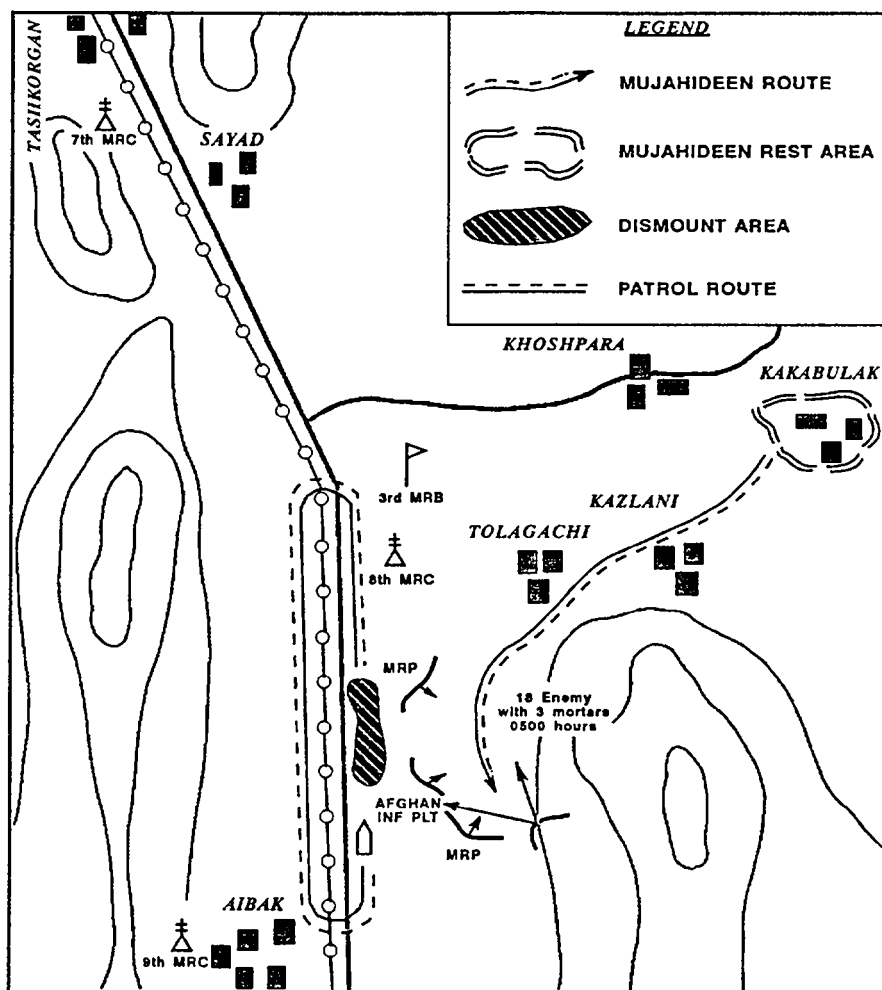 LEGEND
MUJAHIDEEN ROUTE
MUJAHIDEEN REST AREA
DISMOUNT AREA
PATROL ROUTE
TASHKORGAN
7th MRC
SAYAD
KHOSHPARA
KAKABULAK
3rd MRB
KAZLANI
TOLAGACHI
8th MRC
MRP
18 Enemy
with 3 mortars
0500 hours
AFGHAN
INF PLT
MRP
AIBAK
9th MRC